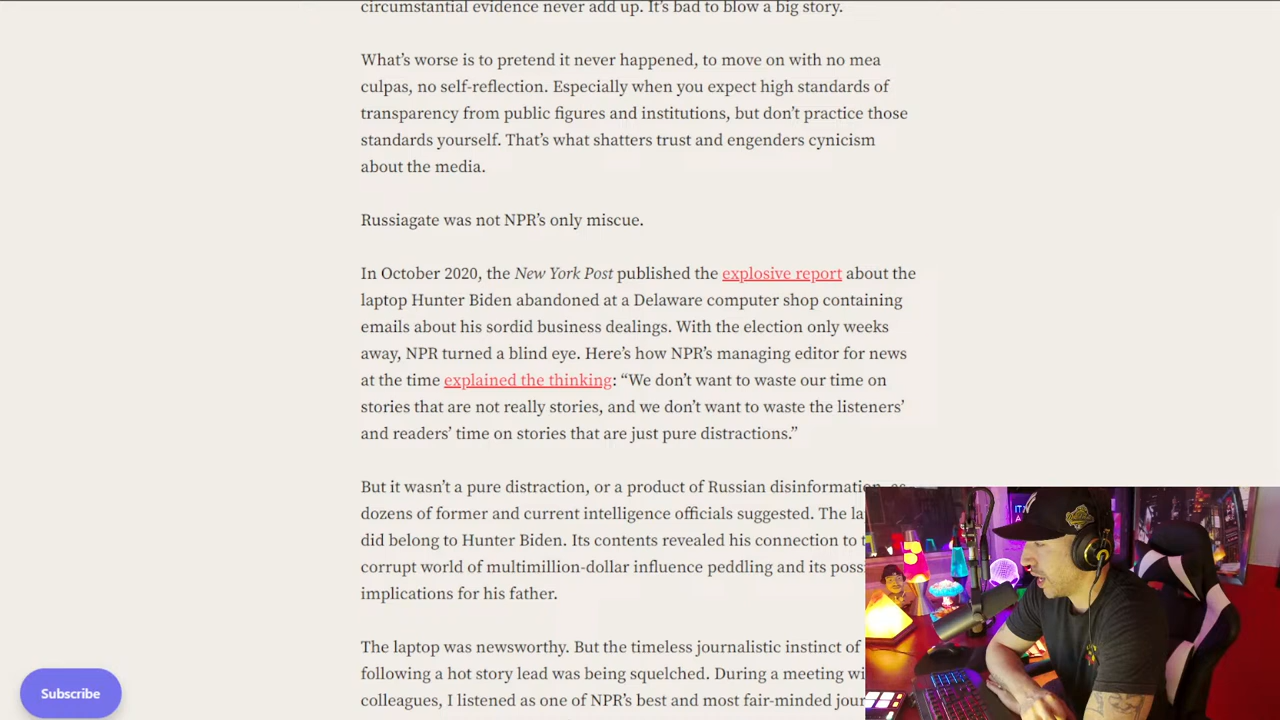 circumstantial evidence never add up. It's bad to blow a big story.
What's worse is to pretend it never happened, to move on with no mea
culpas, no self-reflection. Especially when you expect high standards of
transparency from public figures and institutions, but don't practice those
standards yourself. That's what shatters trust and engenders cynicism
about the media.
Russiagate was not NPR's only miscue.
In October 2020, the New York Post published the explosive report about the
laptop Hunter Biden abandoned at a Delaware computer shop containing
emails about his sordid business dealings. With the election only weeks
away, NPR turned a blind eye. Here's how NPR's managing editor for news
at the time explained the thinking: “We don't want to waste our time on
stories that are not really stories, and we don't want to waste the listeners'
and readers' time on stories that are just pure distractions.”
But it wasn't a pure distraction, or a product of Russian disinformation, as
dozens of former and current intelligence officials suggested. The
did belong to Hunter Biden. Its contents revealed his connection to
corrupt world of multimillion-dollar influence peddling and its
implications for his father.
The laptop was newsworthy. But the timeless journalistic instinct of
following a hot story lead was being squelched. During a meeting
colleagues, I listened as one of NPR's best and most fair-minded
Subscribe